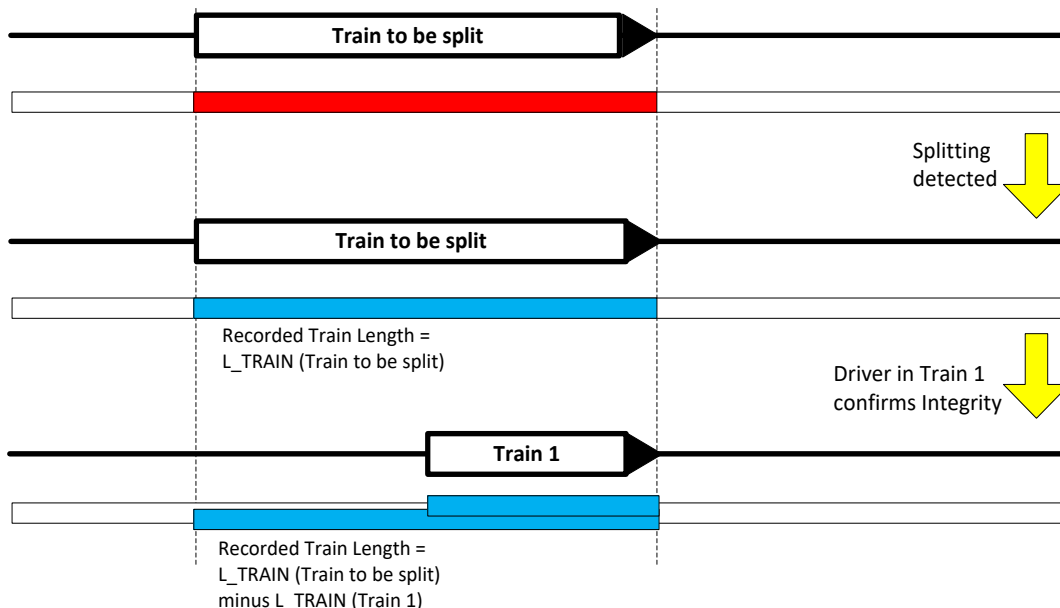 Train to be split
Splitting
detected
Train to be split
Recorded Train Length =
L_TRAIN (Train to be split)
Driver in Train 1
confirms Integrity
Train 1
Recorded Train Length =
L_TRAIN (Train to be split)
minus L_TRAIN (Train 1)